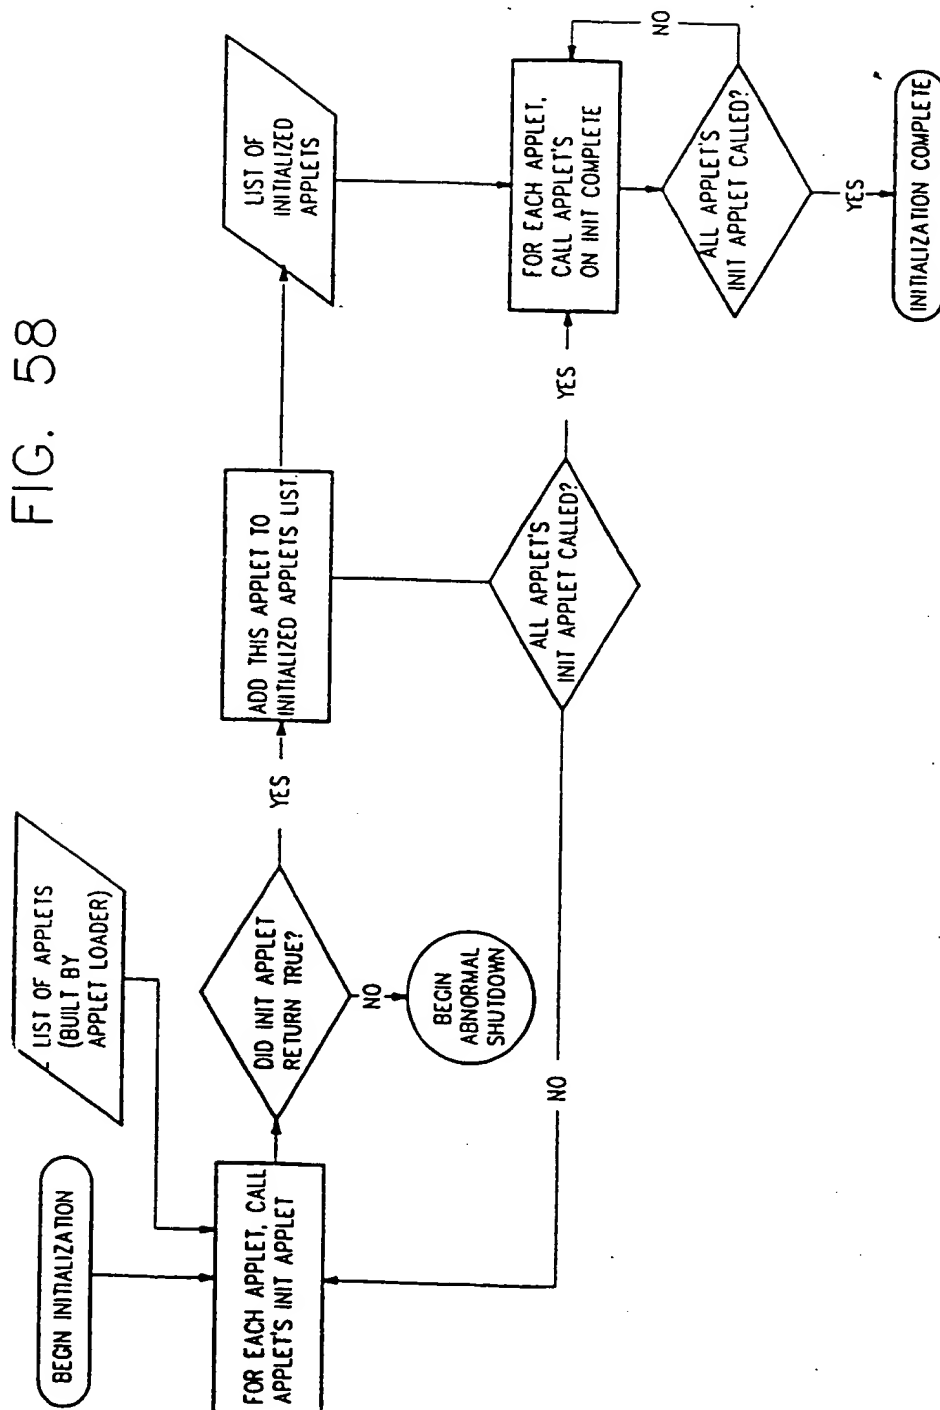 FIG. 58
BEGIN INITIALIZATION
LIST OF APPLETS
(BUILT BY
APPLET LOADER)
FOR EACH APPLET, CALL
APPLET'S INIT APPLET
DID INIT APPLET
RETURN TRUE?
NO
BEGIN
ABNORMAL
SHUTDOWN
YES
ADD THIS APPLET TO
INITIALIZED APPLETS LIST.
LIST OF
INITIALIZED
APPLETS
ALL APPLET'S
INIT APPLET CALLED?
NO
YES
FOR EACH APPLET,
CALL APPLET'S
ON INIT COMPLETE
ALL APPLET'S
INIT APPLET CALLED?
NO
YES
INITIALIZATION COMPLETE